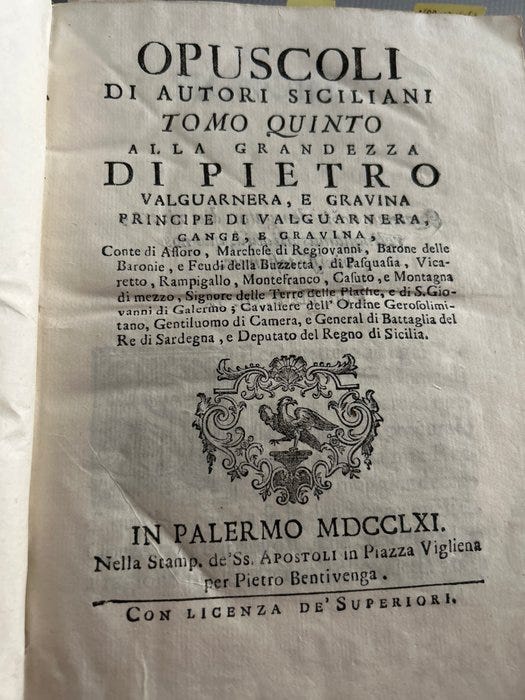 OPUSCOLI
DI AUTORI SICILIANI
TOMO QUINTO
ALLA GRANDEZZA
DI PIETRO
VALGUARNERA, E GRAVINA
PRINCIPE DI VALGUARNERA,
GANGE, E GRAVINA,
Conte di Aſſoro, Marcheſe di Regiovanni, Barone delle
Baronie, e Feudi della Buzzetta, di Paſquaſia, Vica-
retto, Rampigallo, Montefranco, Caſuto, e Montagna
di mezzo, Signore delle Terre delle Plache, e di S.Gio-
vanni di Galermo; Cavaliere dell'Ordine Geroſolimi-
tano, Gentiluomo di Camera, e General di Battaglia del
Re di Sardegna, e Deputato del Regno di Sicilia.
IN PALERMO MDCCLXI.
Nella Stamp. de'Ss. APOSTOLI in Piazza Vigliena
per Pietro Bentivenga.
CON LICENZA DE'SUPERIORI.